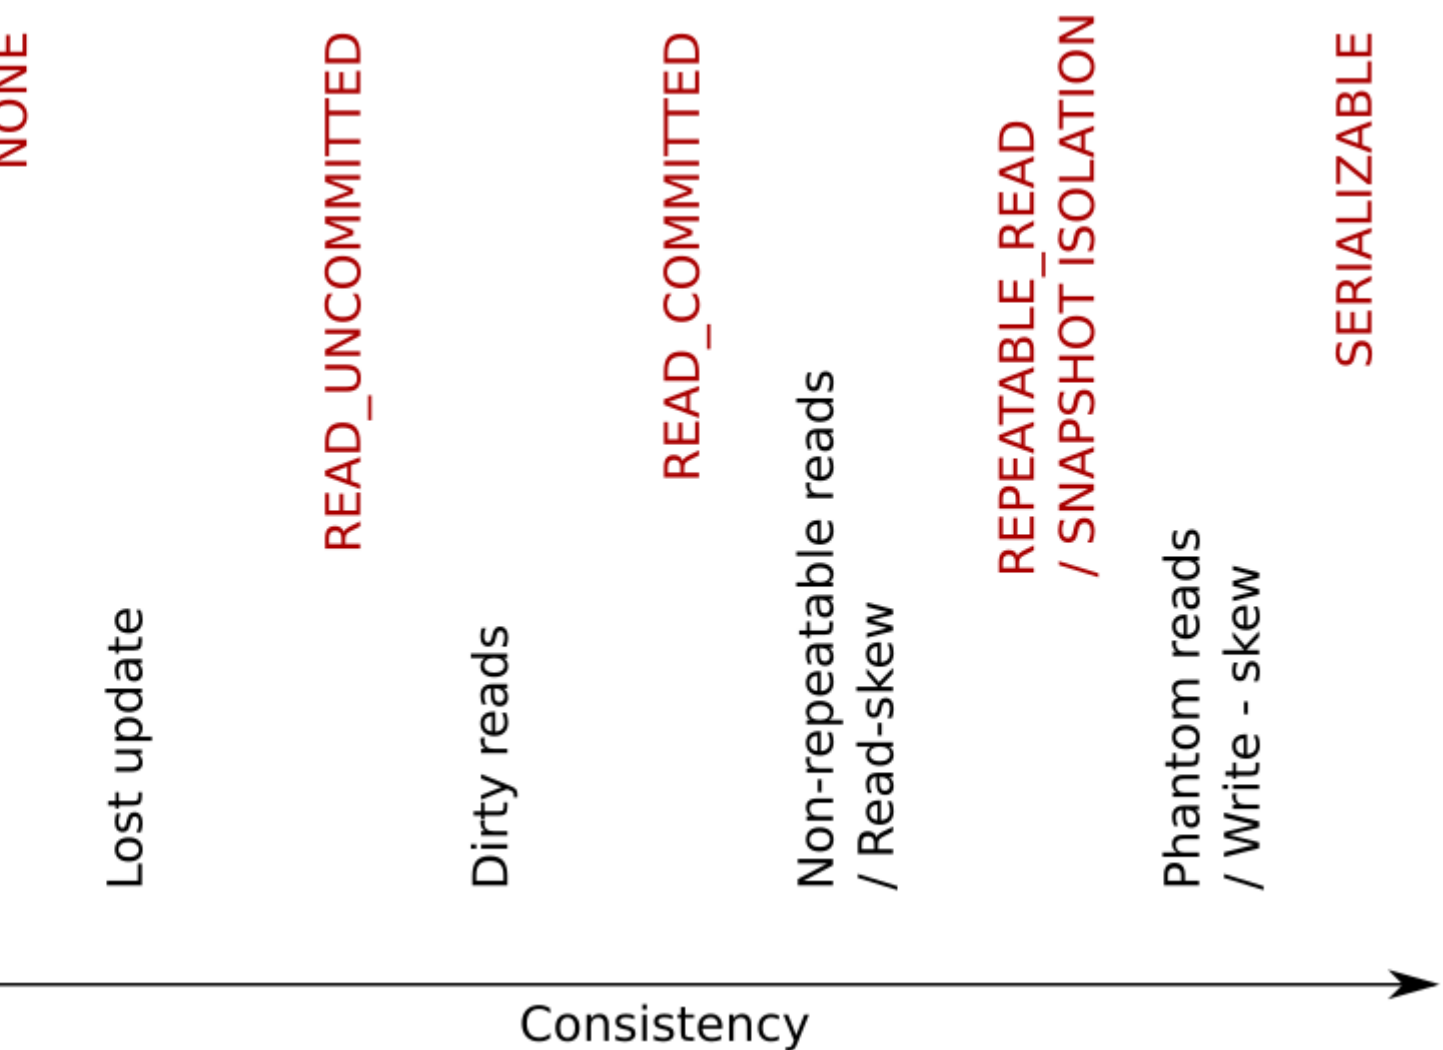 NONE
Lost update
READ_UNCOMMITTED
Dirty reads
READ_COMMITTED
Non-repeatable reads
/ Read-skew
REPEATABLE_READ
/ SNAPSHOT ISOLATION
Phantom reads
/ Write - skew
SERIALIZABLE
Consistency